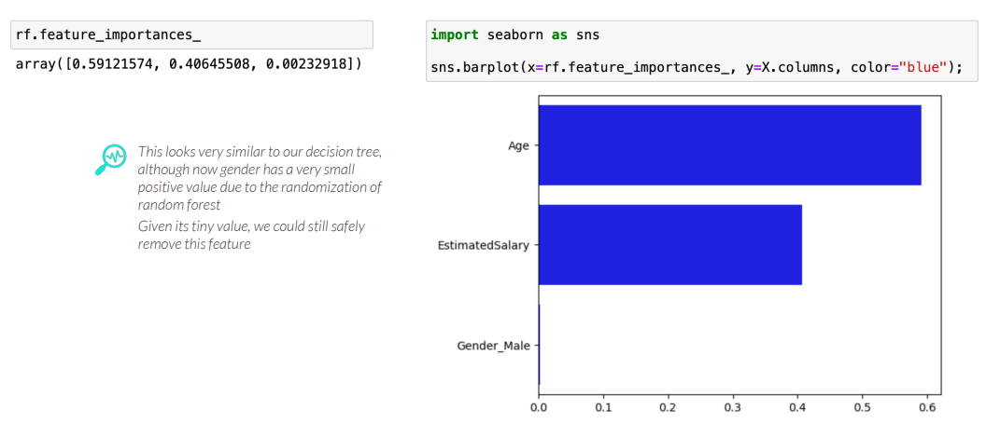 rf.feature_importances_
array([0.59121574, 0.40645508, 0.00232918])
This looks very similar to our decision tree,
although now gender has a very small
positive value due to the randomization of
random forest
Given its tiny value, we could still safely
remove this feature
import seaborn as sns
sns.barplot(x=rf.feature_importances_, y=X.columns, color="blue");
Age
EstimatedSalary
Gender_Male
0.0 0.1 0.2 0.3 0.4 0.5 0.6